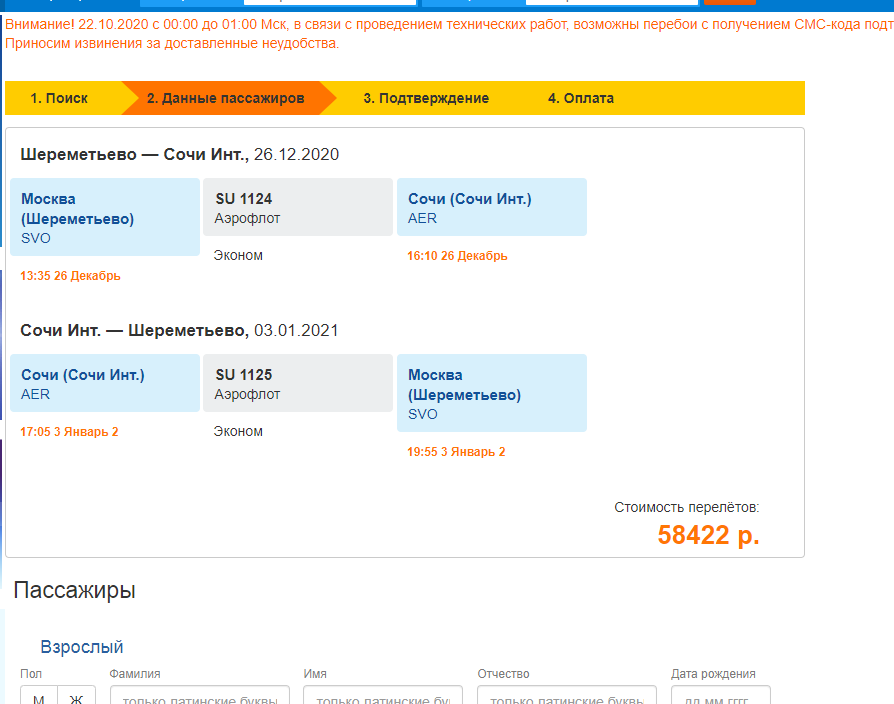 Внимание! 22.10.2020 с 00:00 до 01:00 Мск, в связи с проведением технических работ, возможны перебои с получением СМС-кода подт
Приносим извинения за доставленные неудобства.
1. Поиск 2. Данные пассажиров 3. Подтверждение 4. Оплата
Шереметьево — Сочи Инт., 26.12.2020
Москва (Шереметьево)
SVO
13:35 26 Декабрь
SU 1124
Аэрофлот
Эконом
Сочи (Сочи Инт.)
AER
16:10 26 Декабрь
Сочи Инт. — Шереметьево, 03.01.2021
Сочи (Сочи Инт.)
AER
17:05 3 Январь 2
SU 1125
Аэрофлот
Эконом
Москва
(Шереметьево)
SVO
19:55 3 Январь 2
Стоимость перелётов:
58422 р.
Пассажиры
Взрослый
Пол Фамилия Имя Отчество Дата рождения
М Ж только латинские буквы только латинские бу только латинские буквы дд.мм.гггг